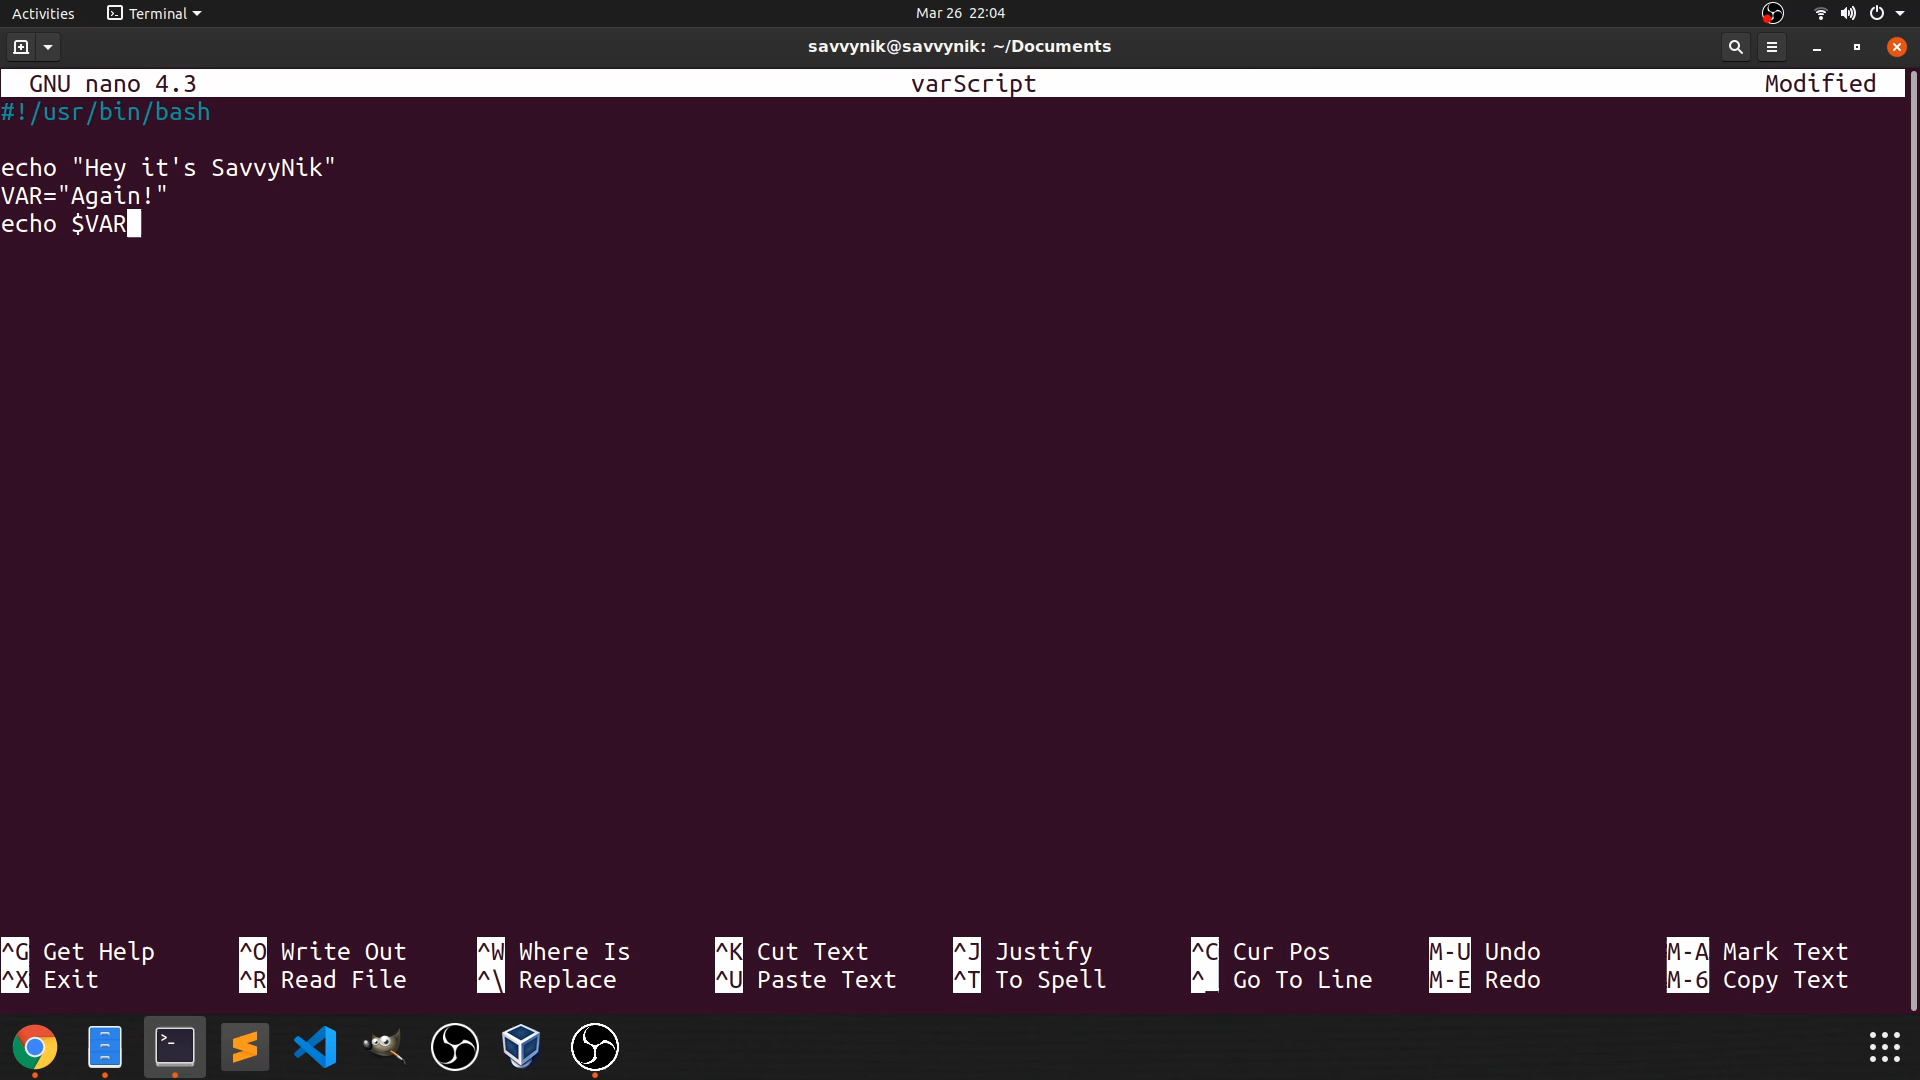 Activities Terminal Mar 26 22:04
savvynik@savvynik: ~/Documents
GNU nano 4.3 varScript Modified
#!/usr/bin/bash
echo "Hey it's SavvyNik"
VAR="Again!"
echo $VAR
^G Get Help ^O Write Out ^W Where Is ^K Cut Text ^J Justify ^C Cur Pos M-U Undo M-A Mark Text
^X Exit ^R Read File ^\ Replace ^U Paste Text ^T To Spell ^_ Go To Line M-E Redo M-6 Copy Text